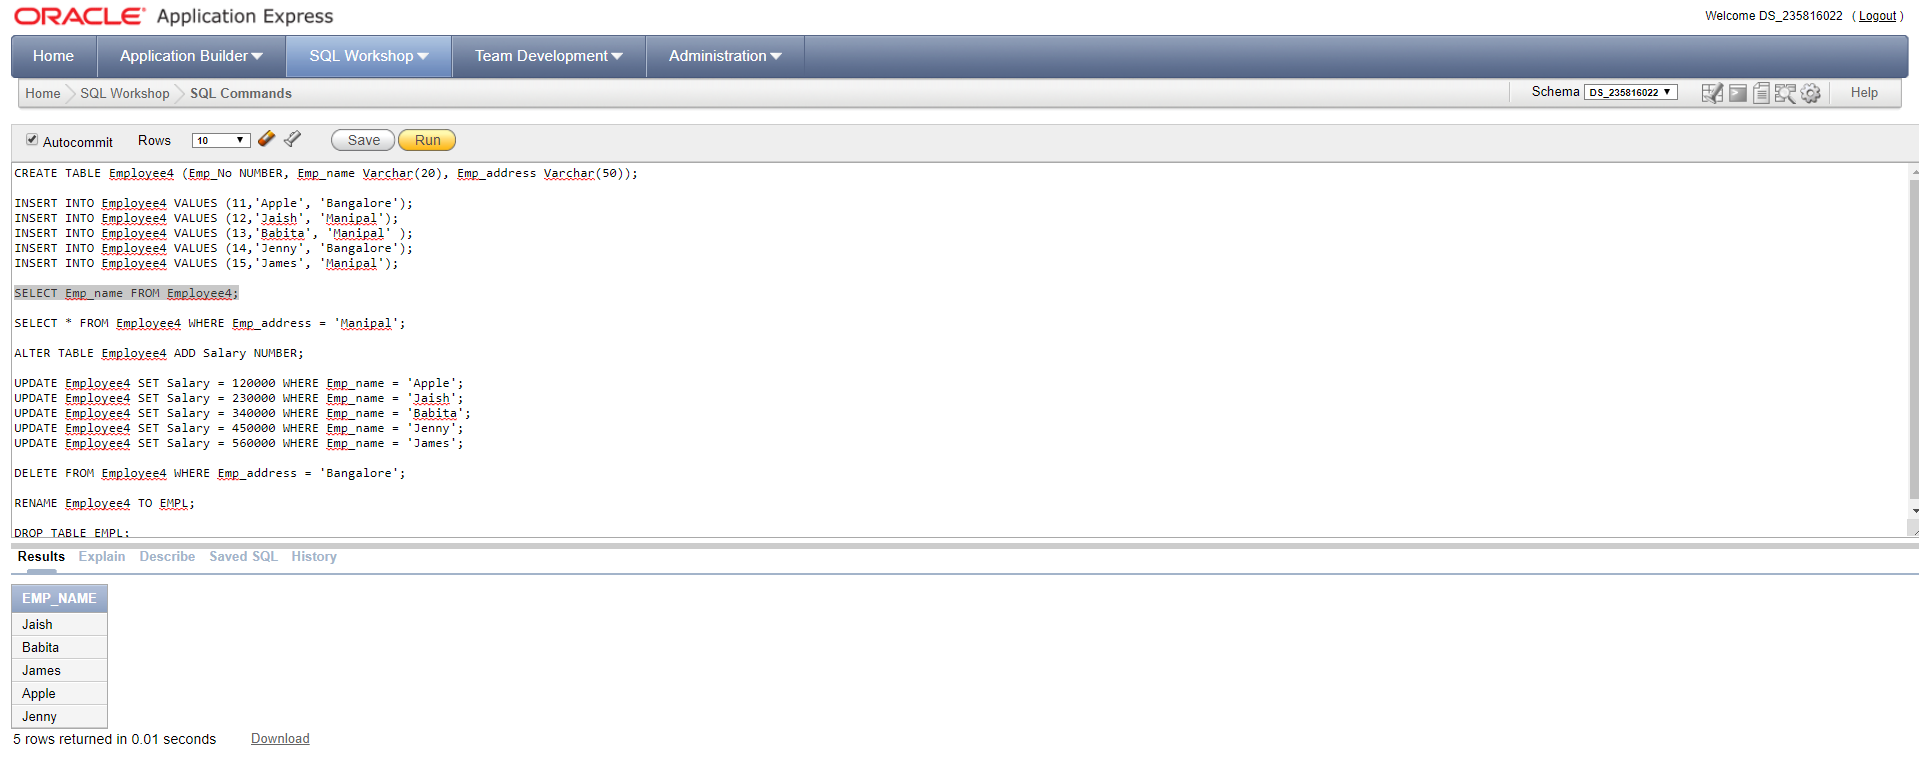 ORACLE Application Express
Welcome DS_235816022 ( Logout )
Home Application Builder SQL Workshop Team Development Administration
Home SQL Workshop SQL Commands Schema DS_235816022 Help
Autocommit Rows 10 Save Run
CREATE TABLE Employee4 (Emp_No NUMBER, Emp_name Varchar(20), Emp_address Varchar(50));
INSERT INTO Employee4 VALUES (11,'Apple', 'Bangalore');
INSERT INTO Employee4 VALUES (12,'Jaish', 'Manipal');
INSERT INTO Employee4 VALUES (13,'Babita', 'Manipal' );
INSERT INTO Employee4 VALUES (14,'Jenny', 'Bangalore');
INSERT INTO Employee4 VALUES (15,'James', 'Manipal');
SELECT Emp_name FROM Employee4;
SELECT * FROM Employee4 WHERE Emp_address = 'Manipal';
ALTER TABLE Employee4 ADD Salary NUMBER;
UPDATE Employee4 SET Salary = 120000 WHERE Emp_name = 'Apple';
UPDATE Employee4 SET Salary = 230000 WHERE Emp_name = 'Jaish';
UPDATE Employee4 SET Salary = 340000 WHERE Emp_name = 'Babita';
UPDATE Employee4 SET Salary = 450000 WHERE Emp_name = 'Jenny';
UPDATE Employee4 SET Salary = 560000 WHERE Emp_name = 'James';
DELETE FROM Employee4 WHERE Emp_address = 'Bangalore';
RENAME Employee4 TO EMPL;
DROP TABLE EMPL;
Results Explain Describe Saved SQL History
EMP_NAME
Jaish
Babita
James
Apple
Jenny
5 rows returned in 0.01 seconds Download